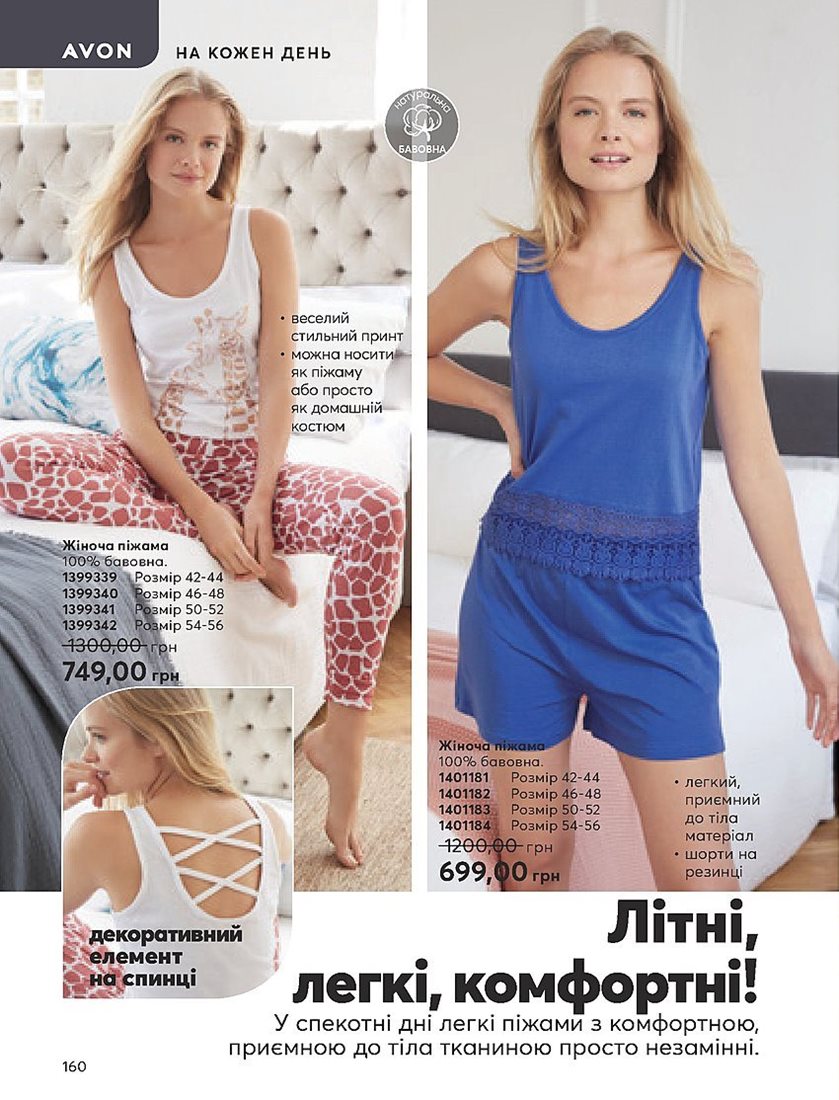 AVON
НА КОЖЕН ДЕНЬ
натуральна
БАВОВНА
• веселий
стильний принт
• можна носити
як піжаму
або просто
як домашній
костюм
Жіноча піжама
100% бавовна.
1399339 Розмір 42-44
1399340 Розмір 46-48
1399341 Розмір 50-52
1399342 Розмір 54-56
1300,00 грн
749,00 грн
декоративний
елемент
на спинці
Жіноча піжама
100% бавовна.
1401181 Розмір 42-44
1401182 Розмір 46-48
1401183 Розмір 50-52
1401184 Розмір 54-56
1200,00 грн
699,00 грн
• легкий,
приємний
до тіла
матеріал
• шорти на
резинці
Літні,
легкі, комфортні!
У спекотні дні легкі піжами з комфортною,
приємною до тіла тканиною просто незамінні.
160